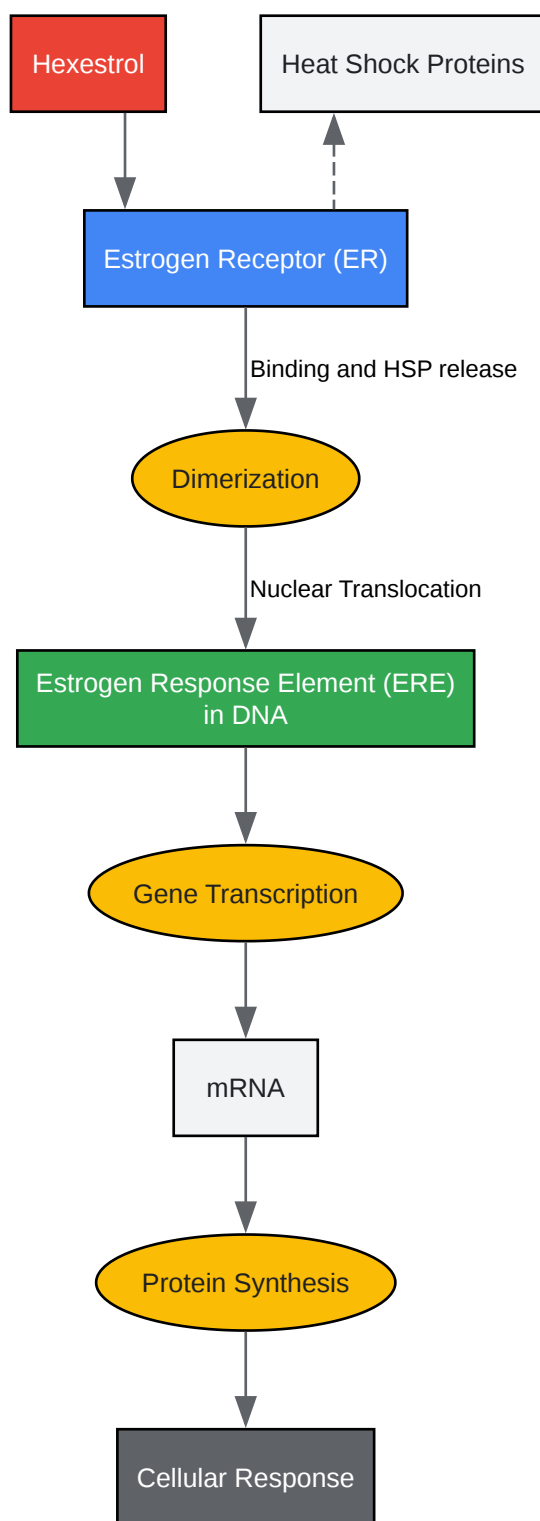 Hexestrol
Heat Shock Proteins
Estrogen Receptor (ER)
Binding and HSP release
Dimerization
Nuclear Translocation
Estrogen Response Element (ERE)
in DNA
Gene Transcription
mRNA
Protein Synthesis
Cellular Response